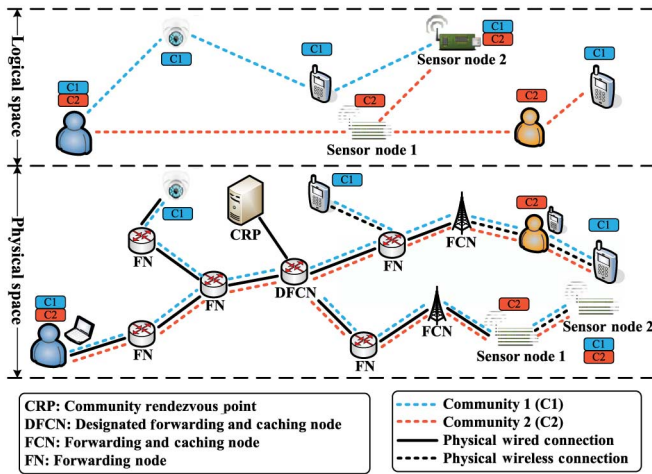 Logical space
C1
C1
C1
C2
Sensor node 2
C1
C1
C2
C2
Sensor node 1
Physical space
C1
CRP
C1
FN
FCN
C2
C1
FN
DFCN
FN
C1
C2
FN
FCN
C2
Sensor node 1
Sensor node 2
FN
C1
C2
CRP: Community rendezvous point
DFCN: Designated forwarding and caching node
FCN: Forwarding and caching node
FN: Forwarding node
Community 1 (C1)
Community 2 (C2)
Physical wired connection
Physical wireless connection